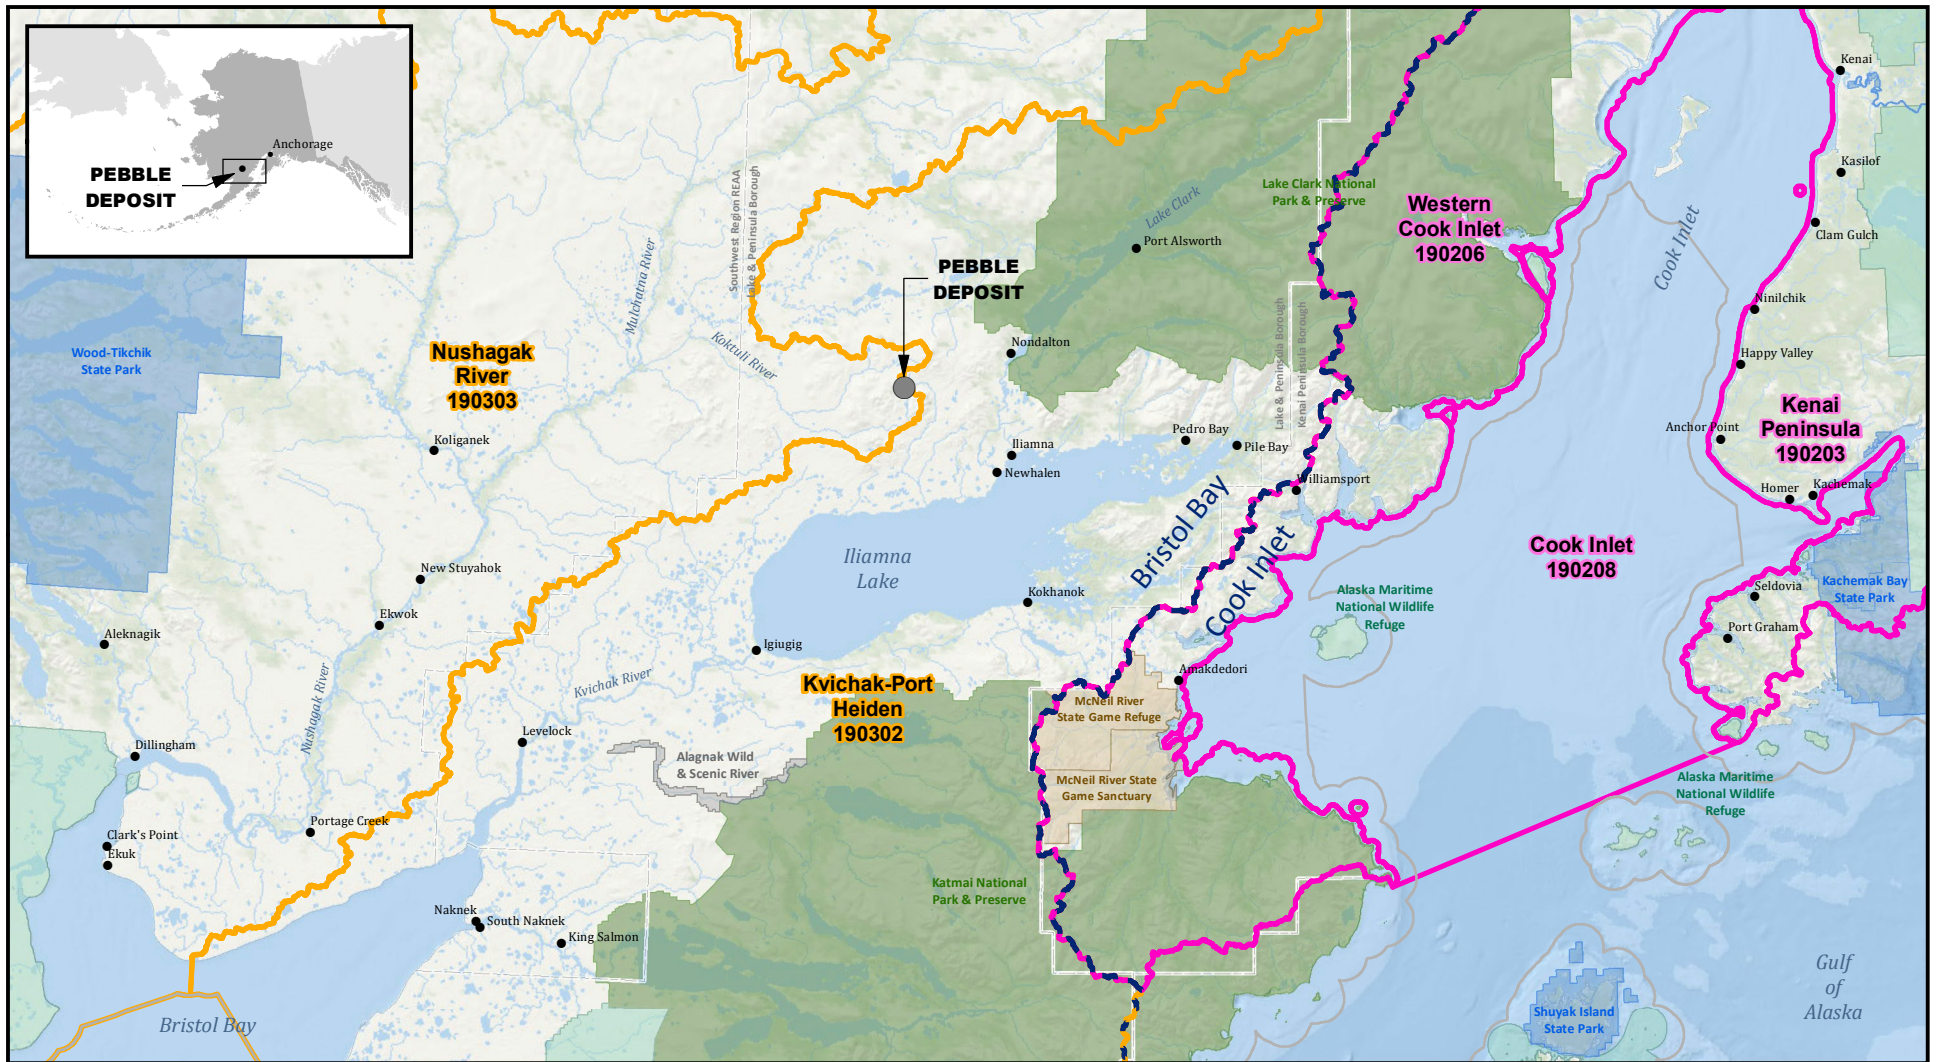 Anchorage
PEBBLE
DEPOSIT
Kenai
Kasilof
Clam Gulch
Cook Inlet
Lake Clark National
Park & Preserve
Western
Cook Inlet
190206
Lake Clark
Port Alsworth
Southwest Region REAA
Lake & Peninsula Borough
Mulchatna River
Koktuli River
PEBBLE
DEPOSIT
Nondalton
Lake & Peninsula Borough
Kenai Peninsula Borough
Ninilchik
Happy Valley
Wood-Tikchik
State Park
Nushagak
River
190303
Koliganek
Kenai
Peninsula
190203
Anchor Point
Homer
Kachemak
Pedro Bay
Pile Bay
Iliamna
Newhalen
Williamsport
Bristol Bay
Cook Inlet
Cook Inlet
190208
Iliamna
Lake
New Stuyahok
Ekwok
Aleknagik
Kokhanok
Igiugig
Alaska Maritime
National Wildlife
Refuge
Kachemak Bay
State Park
Seldovia
Port Graham
Nushagak River
Kvichak River
Kvichak-Port
Heiden
190302
Amakdedori
McNeil River
State Game Refuge
McNeil River State
Game Sanctuary
Levelock
Dillingham
Alagnak Wild
& Scenic River
Alaska Maritime
National Wildlife
Refuge
Portage Creek
Clark's Point
Ekuk
Katmai National
Park & Preserve
Naknek
South Naknek
King Salmon
Bristol Bay
Shuyak Island
State Park
Gulf
of
Alaska